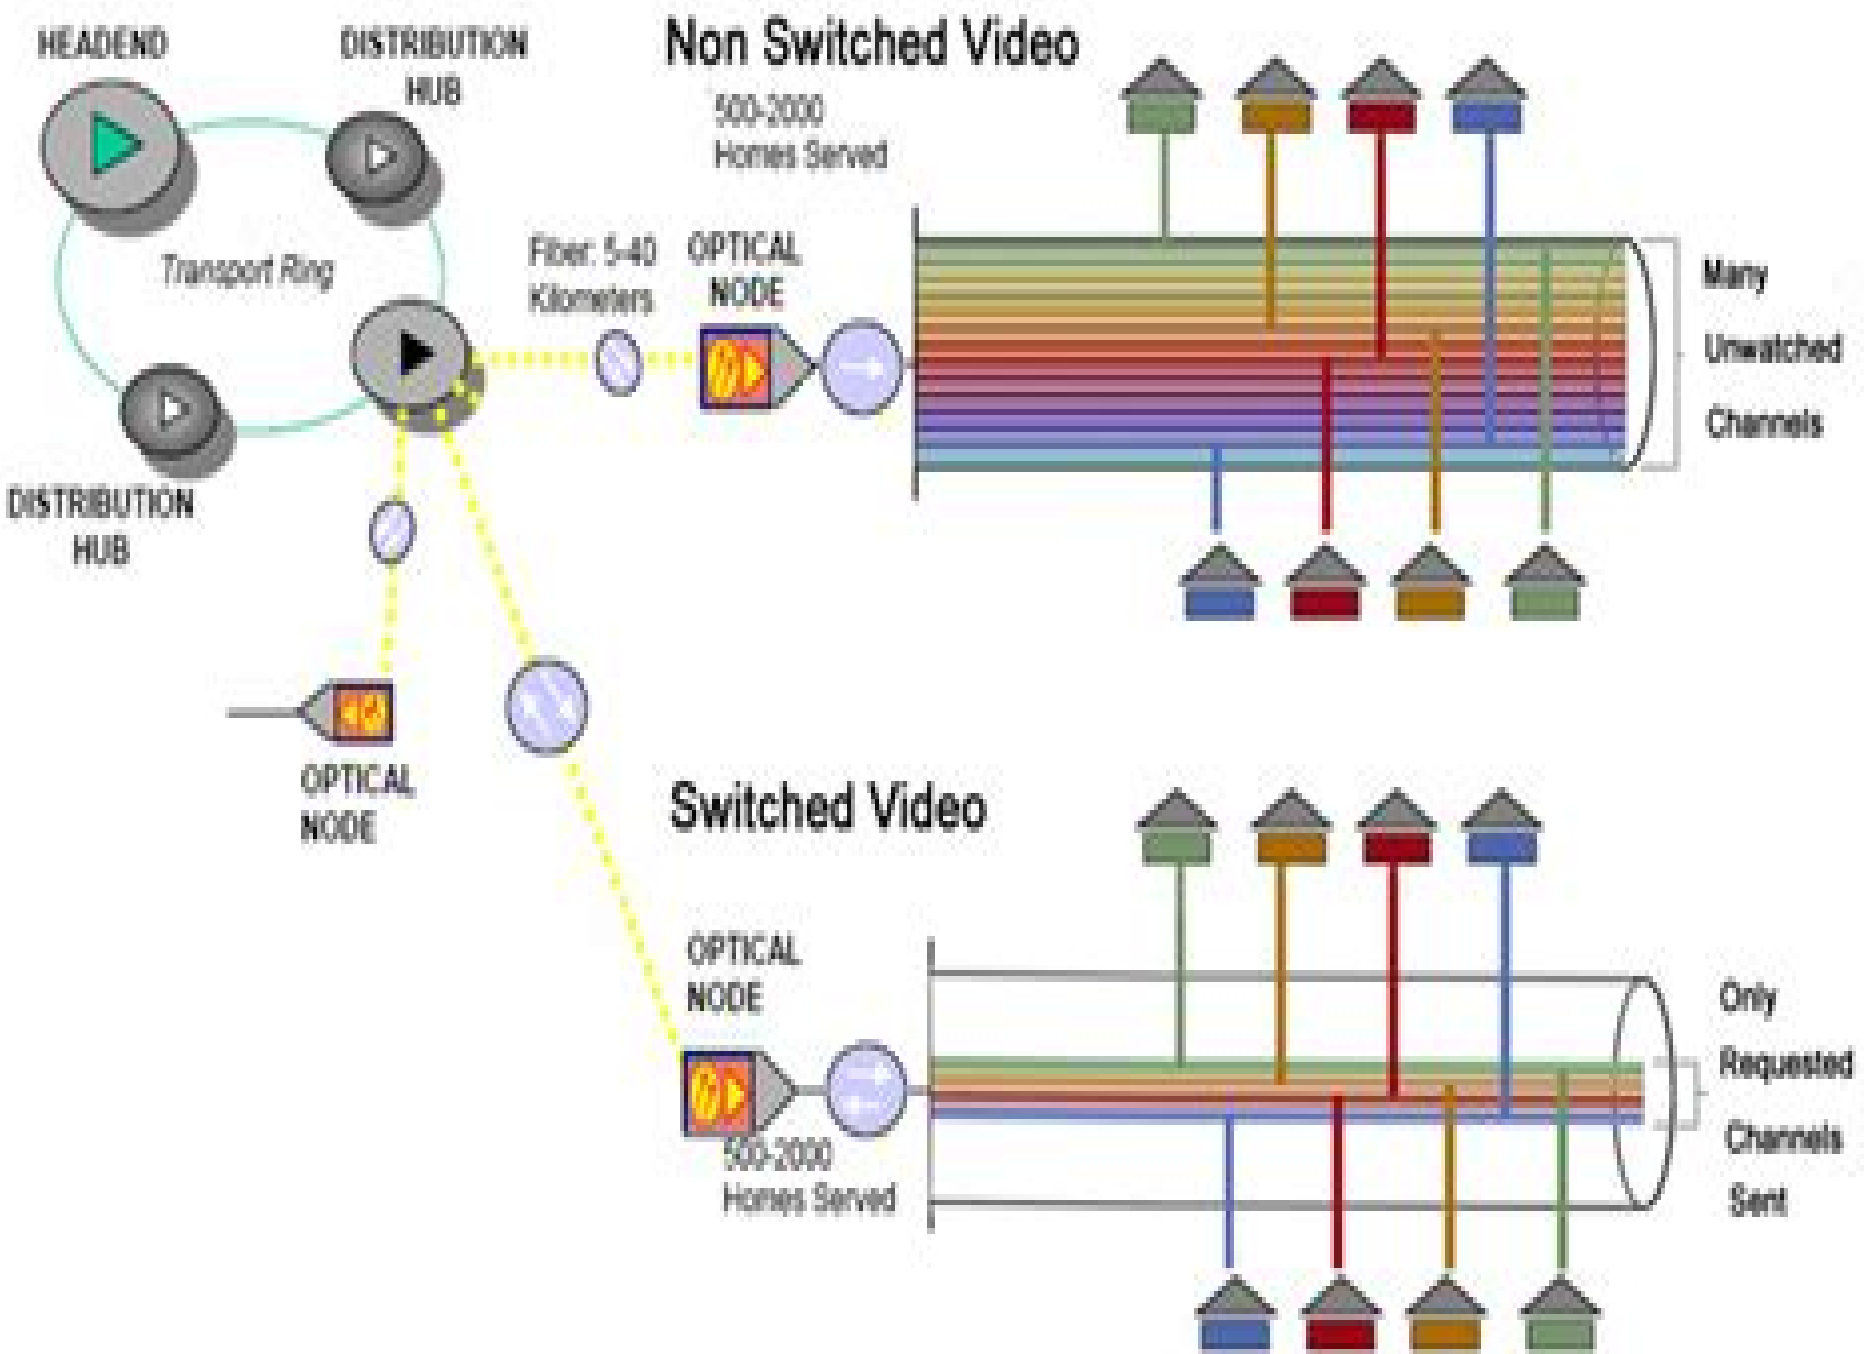 HEADEND
DISTRIBUTION
HUB
Non Switched Video
500-2000
Homes Served
Transport Ring
Fiber: 5-40
Kilometers
OPTICAL
NODE
Many
Unwatched
Channels
DISTRIBUTION
HUB
OPTICAL
NODE
Switched Video
OPTICAL
NODE
500-2000
Homes Served
Only
Requested
Channels
Sent